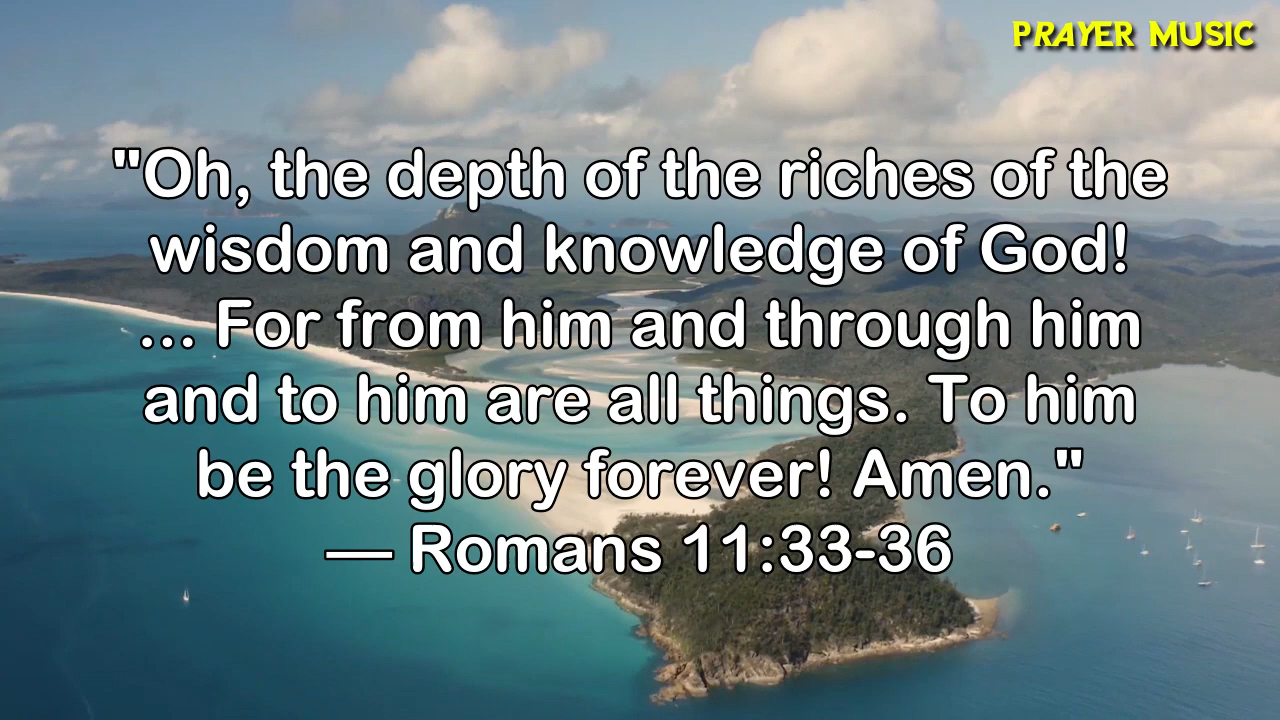 PRAYER MUSIC
"Oh, the depth of the riches of the
wisdom and knowledge of God!
... For from him and through him
and to him are all things. To him
be the glory forever! Amen."
— Romans 11:33-36